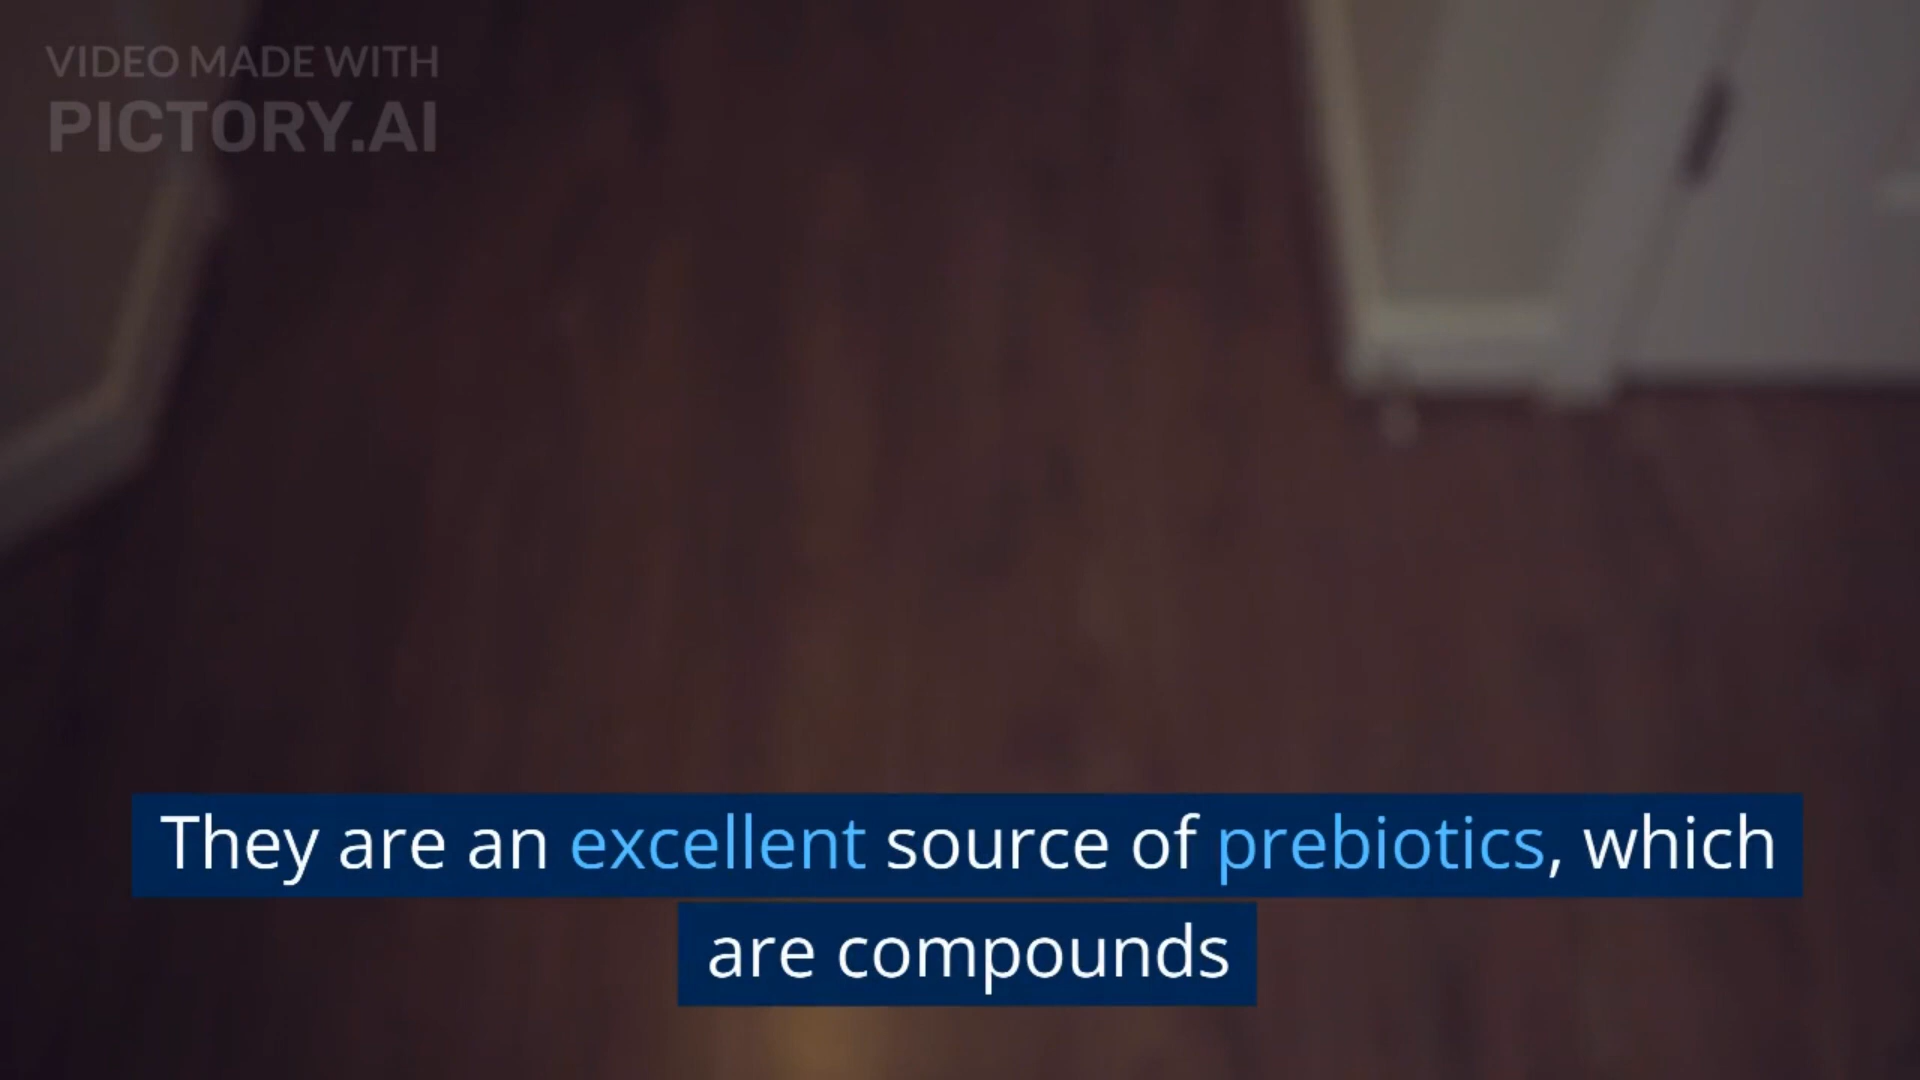 VIDEO MADE WITH
PICTORY.AI
They are an excellent source of prebiotics, which
are compounds